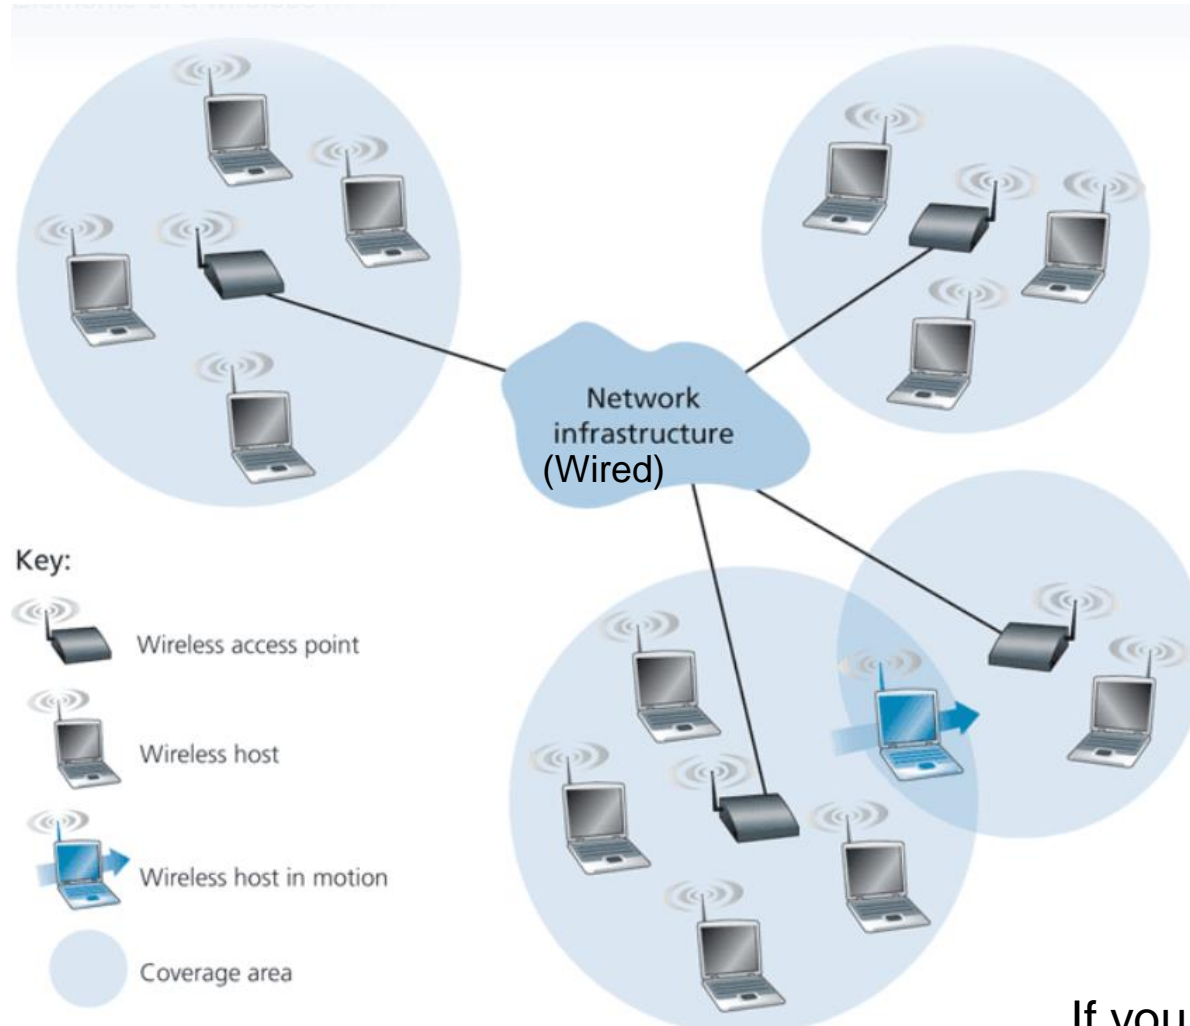 Network
infrastructure
(Wired)
Key:
Wireless access point
Wireless host
Wireless host in motion
Coverage area
If you